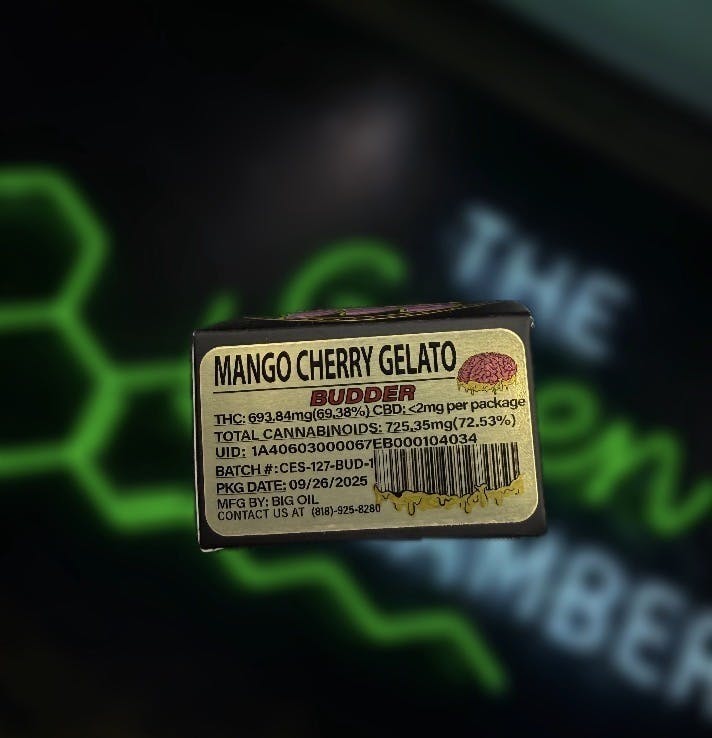 THE
MANGO CHERRY GELATO
BUDDER
THC: 693.84mg(69.38%) CBD: <2mg per package
TOTAL CANNABINOIDS: 725.35mg(72.53%)
UID: 1A40603000067EB000104034
BATCH #:CES-127-BUD-1
PKG DATE: 09/26/2025
MFG BY: BIG OIL
CONTACT US AT (818)-925-8280